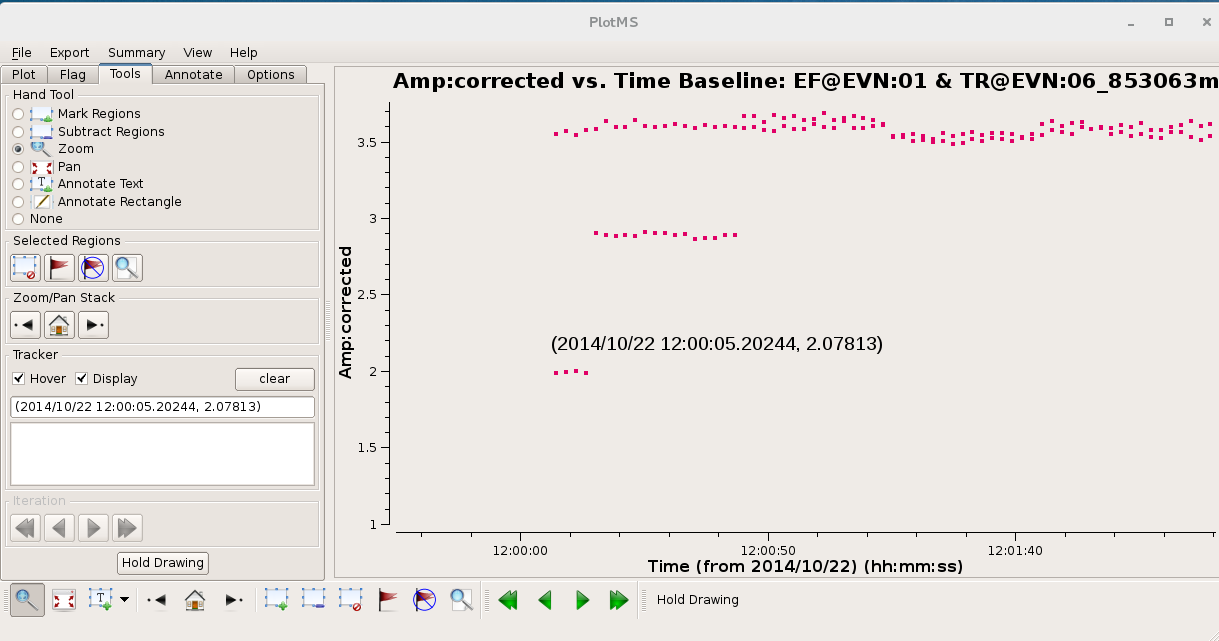 PlotMS
File Export Summary View Help
Plot Flag Tools Annotate Options
Hand Tool
Mark Regions
Subtract Regions
Zoom
Pan
T Annotate Text
Annotate Rectangle
None
Selected Regions
Zoom/Pan Stack
Tracker
Hover Display clear
(2014/10/22 12:00:05.20244, 2.07813)
Iteration
Hold Drawing
Amp:corrected vs. Time Baseline: EF@EVN:01 & TR@EVN:06_853063m
Amp:corrected
3.5
3
2.5
2
1.5
1
(2014/10/22 12:00:05.20244, 2.07813)
12:00:00 12:00:50 12:01:40
Time (from 2014/10/22) (hh:mm:ss)
T Hold Drawing